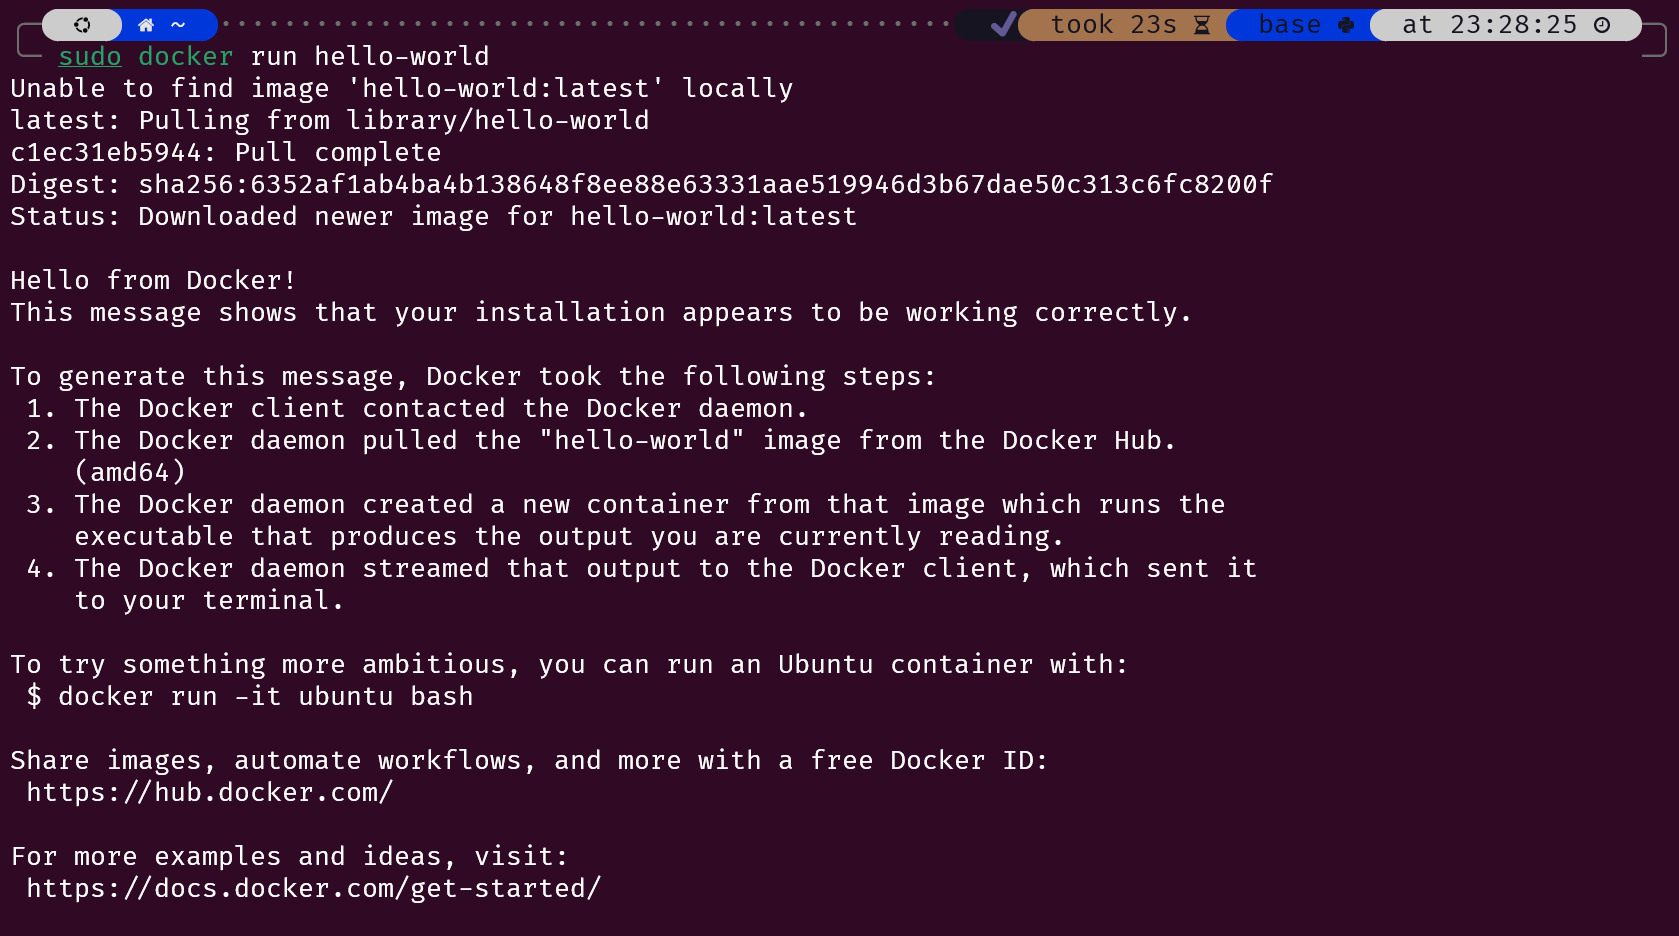 ~ took 23s base at 23:28:25
sudo docker run hello-world
Unable to find image 'hello-world:latest' locally
latest: Pulling from library/hello-world
c1ec31eb5944: Pull complete
Digest: sha256:6352af1ab4ba4b138648f8ee88e63331aae519946d3b67dae50c313c6fc8200f
Status: Downloaded newer image for hello-world:latest

Hello from Docker!
This message shows that your installation appears to be working correctly.

To generate this message, Docker took the following steps:
 1. The Docker client contacted the Docker daemon.
 2. The Docker daemon pulled the "hello-world" image from the Docker Hub.
    (amd64)
 3. The Docker daemon created a new container from that image which runs the
    executable that produces the output you are currently reading.
 4. The Docker daemon streamed that output to the Docker client, which sent it
    to your terminal.

To try something more ambitious, you can run an Ubuntu container with:
 $ docker run -it ubuntu bash

Share images, automate workflows, and more with a free Docker ID:
 https://hub.docker.com/

For more examples and ideas, visit:
 https://docs.docker.com/get-started/